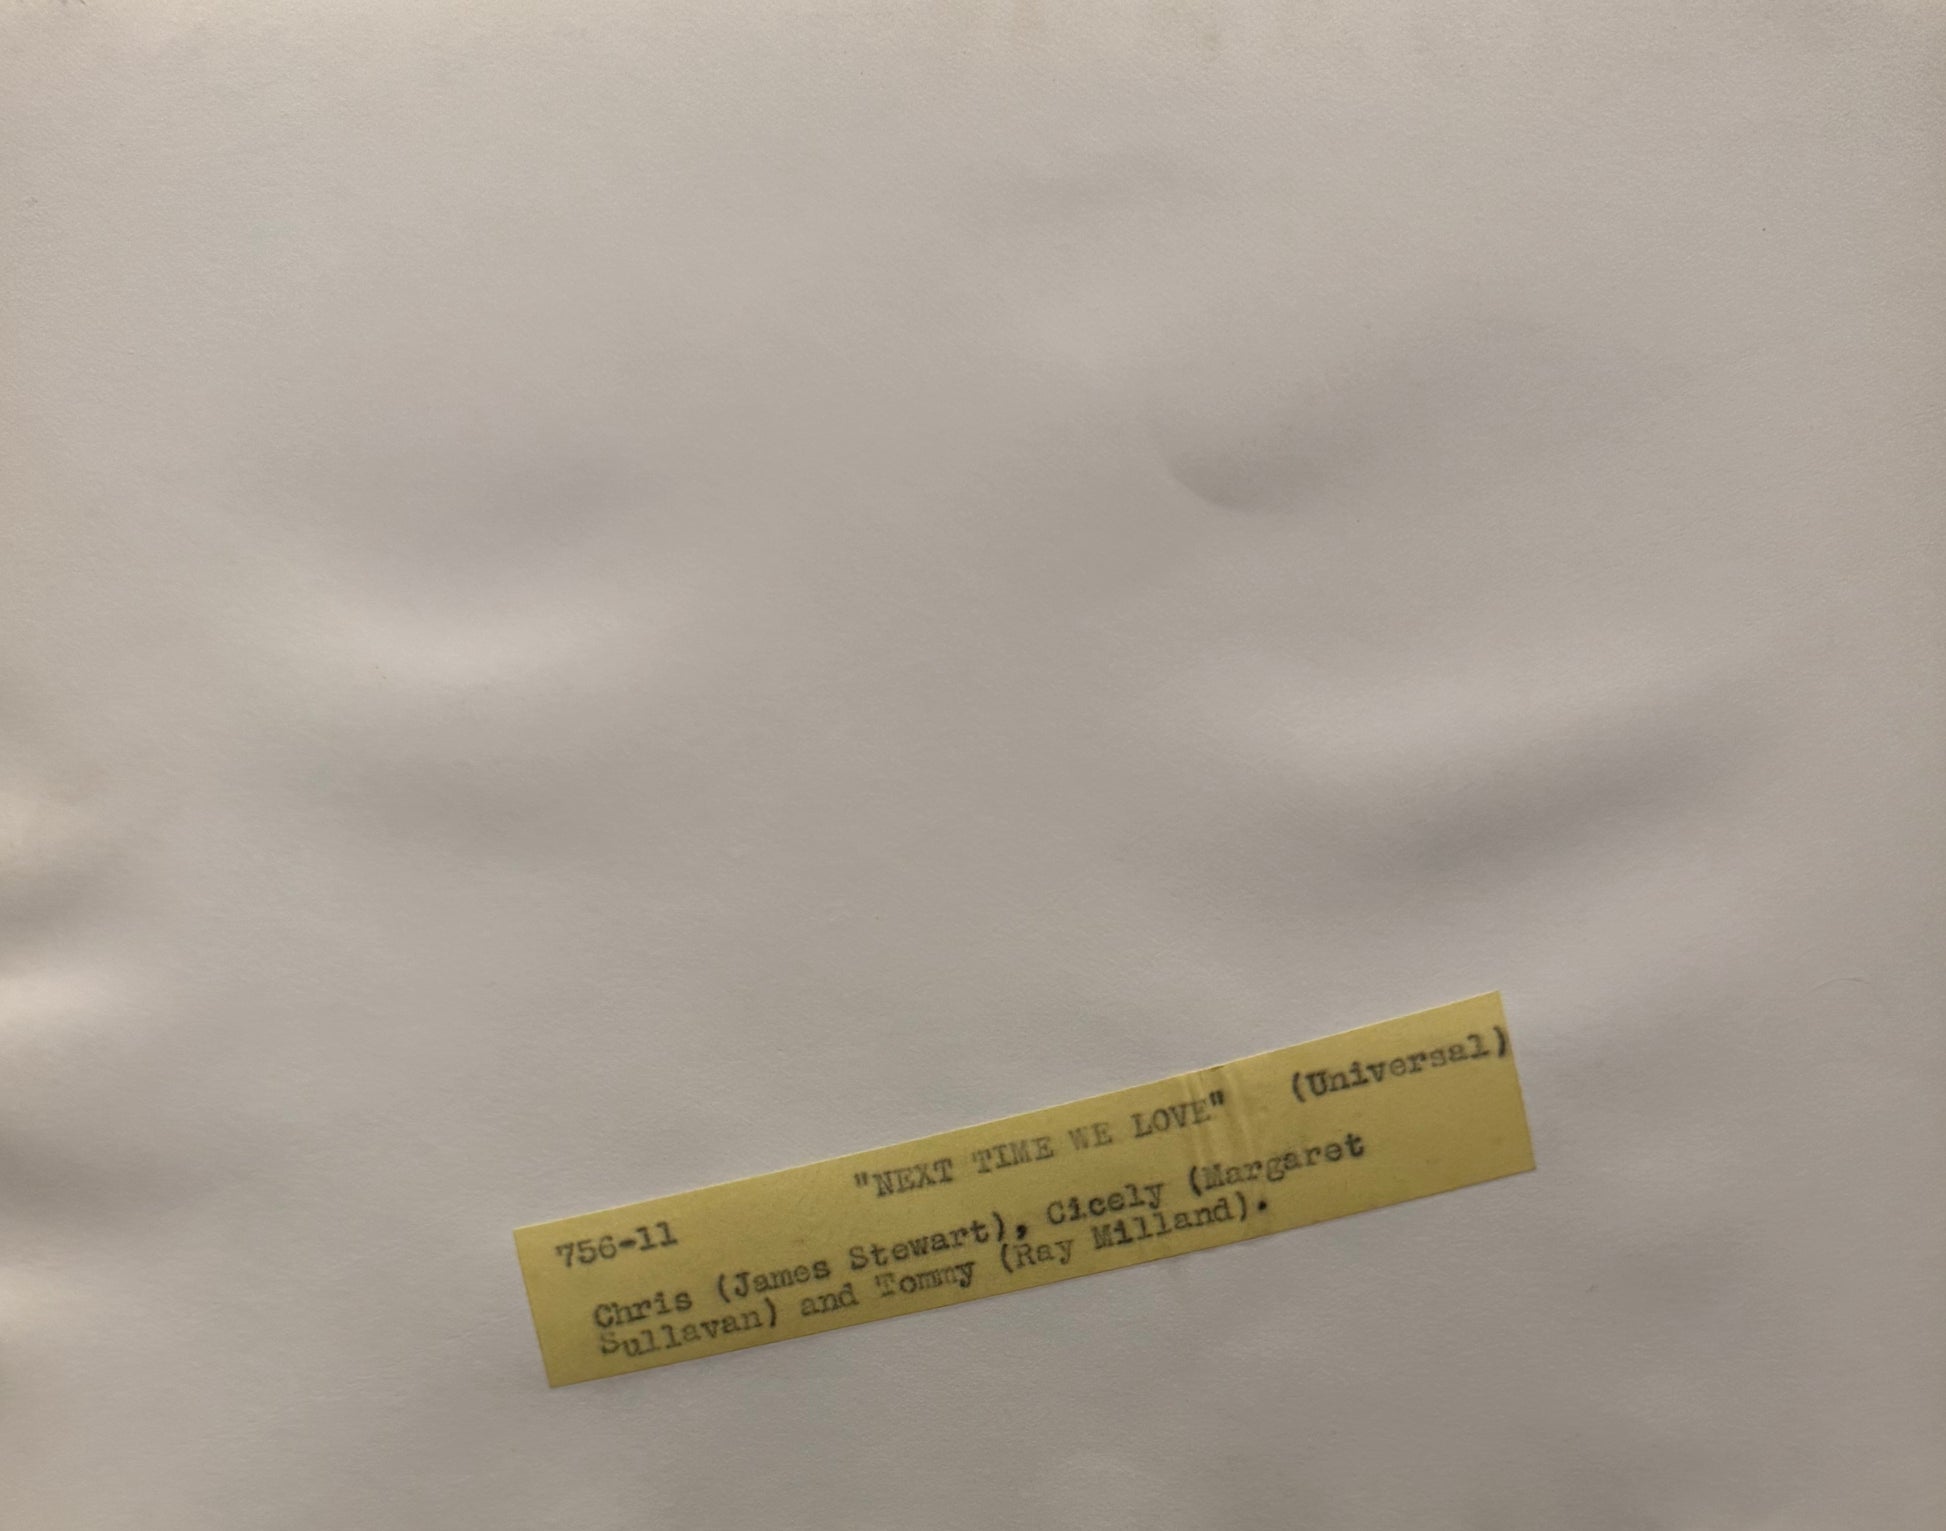 "NEXT TIME WE LOVE" (Universal)
756-11
Chris (James Stewart), Cicely (Margaret
Sullavan) and Tommy (Ray Milland).